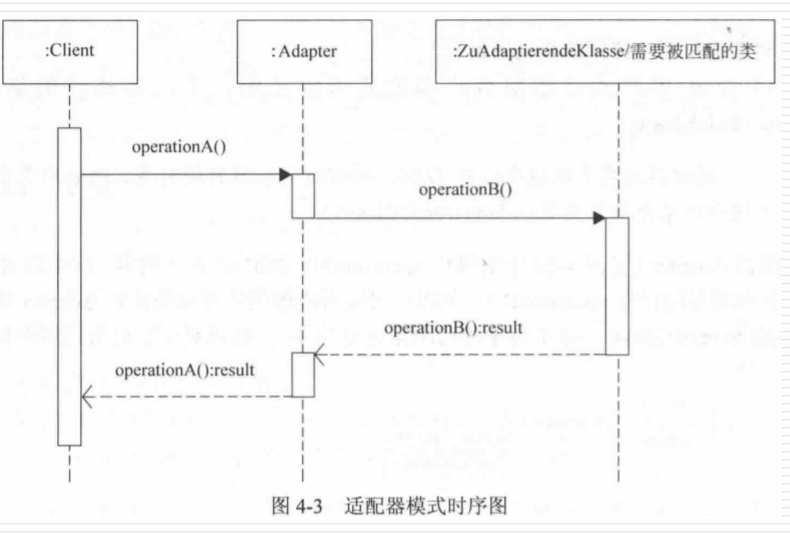 :Client
:Adapter
:ZuAdaptierendeKlasse/需要被匹配的类
operationA()
operationB()
operationB():result
operationA():result
图 4-3 适配器模式时序图